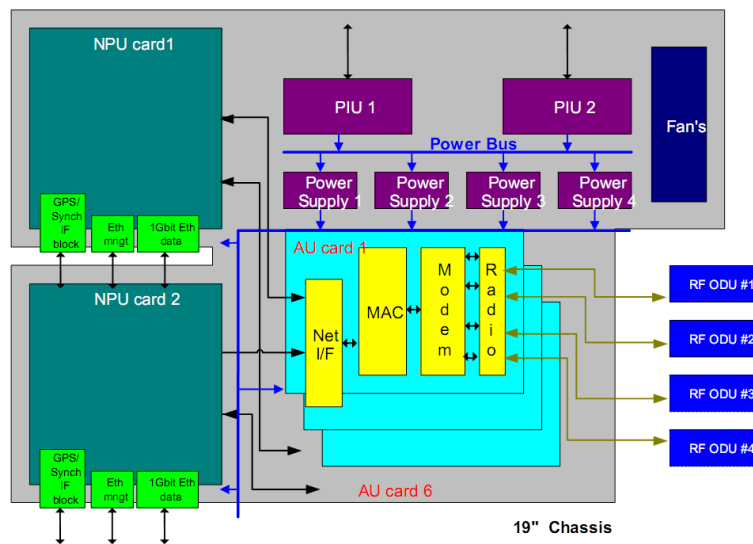 NPU card1
GPS/
Synch
IF
block
Eth
mngt
1Gbit Eth
data
PIU 1
PIU 2
Fan's
Power Bus
Power
Supply 1
Power
Supply 2
Power
Supply 3
Power
Supply 4
NPU card 2
GPS/
Synch
IF
block
Eth
mngt
1Gbit Eth
data
AU card 1
Net
I/F
MAC
M
o
d
e
m
R
a
d
i
o
RF ODU #1
RF ODU #2
RF ODU #3
RF ODU #4
AU card 6
19" Chassis